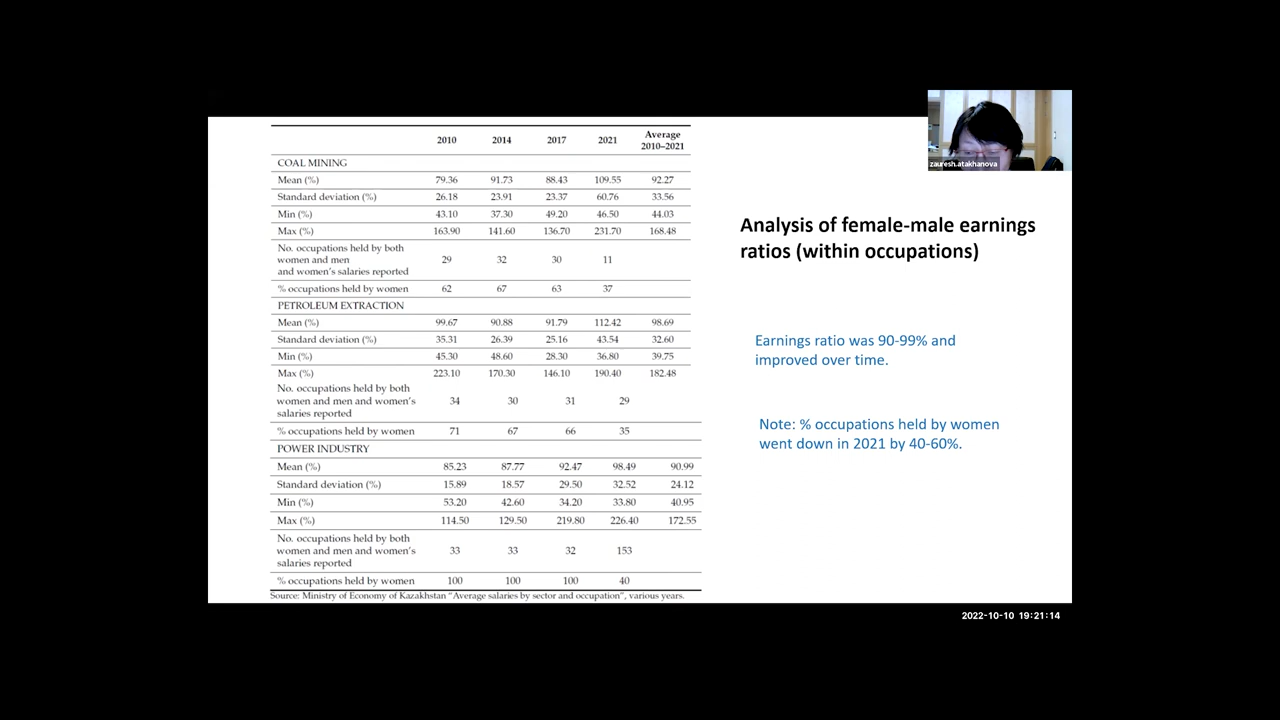 zauresh.atakhanova
2010 2014 2017 2021 Average 2010–2021
COAL MINING
Mean (%) 79.36 91.73 88.43 109.55 92.27
Standard deviation (%) 26.18 23.91 23.37 60.76 33.56
Min (%) 43.10 37.30 49.20 46.50 44.03
Max (%) 163.90 141.60 136.70 231.70 168.48
No. occupations held by both
women and men
and women's salaries reported
29 32 30 11
% occupations held by women 62 67 63 37
PETROLEUM EXTRACTION
Mean (%) 99.67 90.88 91.79 112.42 98.69
Standard deviation (%) 35.31 26.39 25.16 43.54 32.60
Min (%) 45.30 48.60 28.30 36.80 39.75
Max (%) 223.10 170.30 146.10 190.40 182.48
No. occupations held by both
women and men and women's
salaries reported
34 30 31 29
% occupations held by women 71 67 66 35
POWER INDUSTRY
Mean (%) 85.23 87.77 92.47 98.49 90.99
Standard deviation (%) 15.89 18.57 29.50 32.52 24.12
Min (%) 53.20 42.60 34.20 33.80 40.95
Max (%) 114.50 129.50 219.80 226.40 172.55
No. occupations held by both
women and men and women's
salaries reported
33 33 32 153
% occupations held by women 100 100 100 40
Source: Ministry of Economy of Kazakhstan "Average salaries by sector and occupation", various years.
Analysis of female-male earnings
ratios (within occupations)
Earnings ratio was 90-99% and
improved over time.
Note: % occupations held by women
went down in 2021 by 40-60%.
2022-10-10 19:21:14